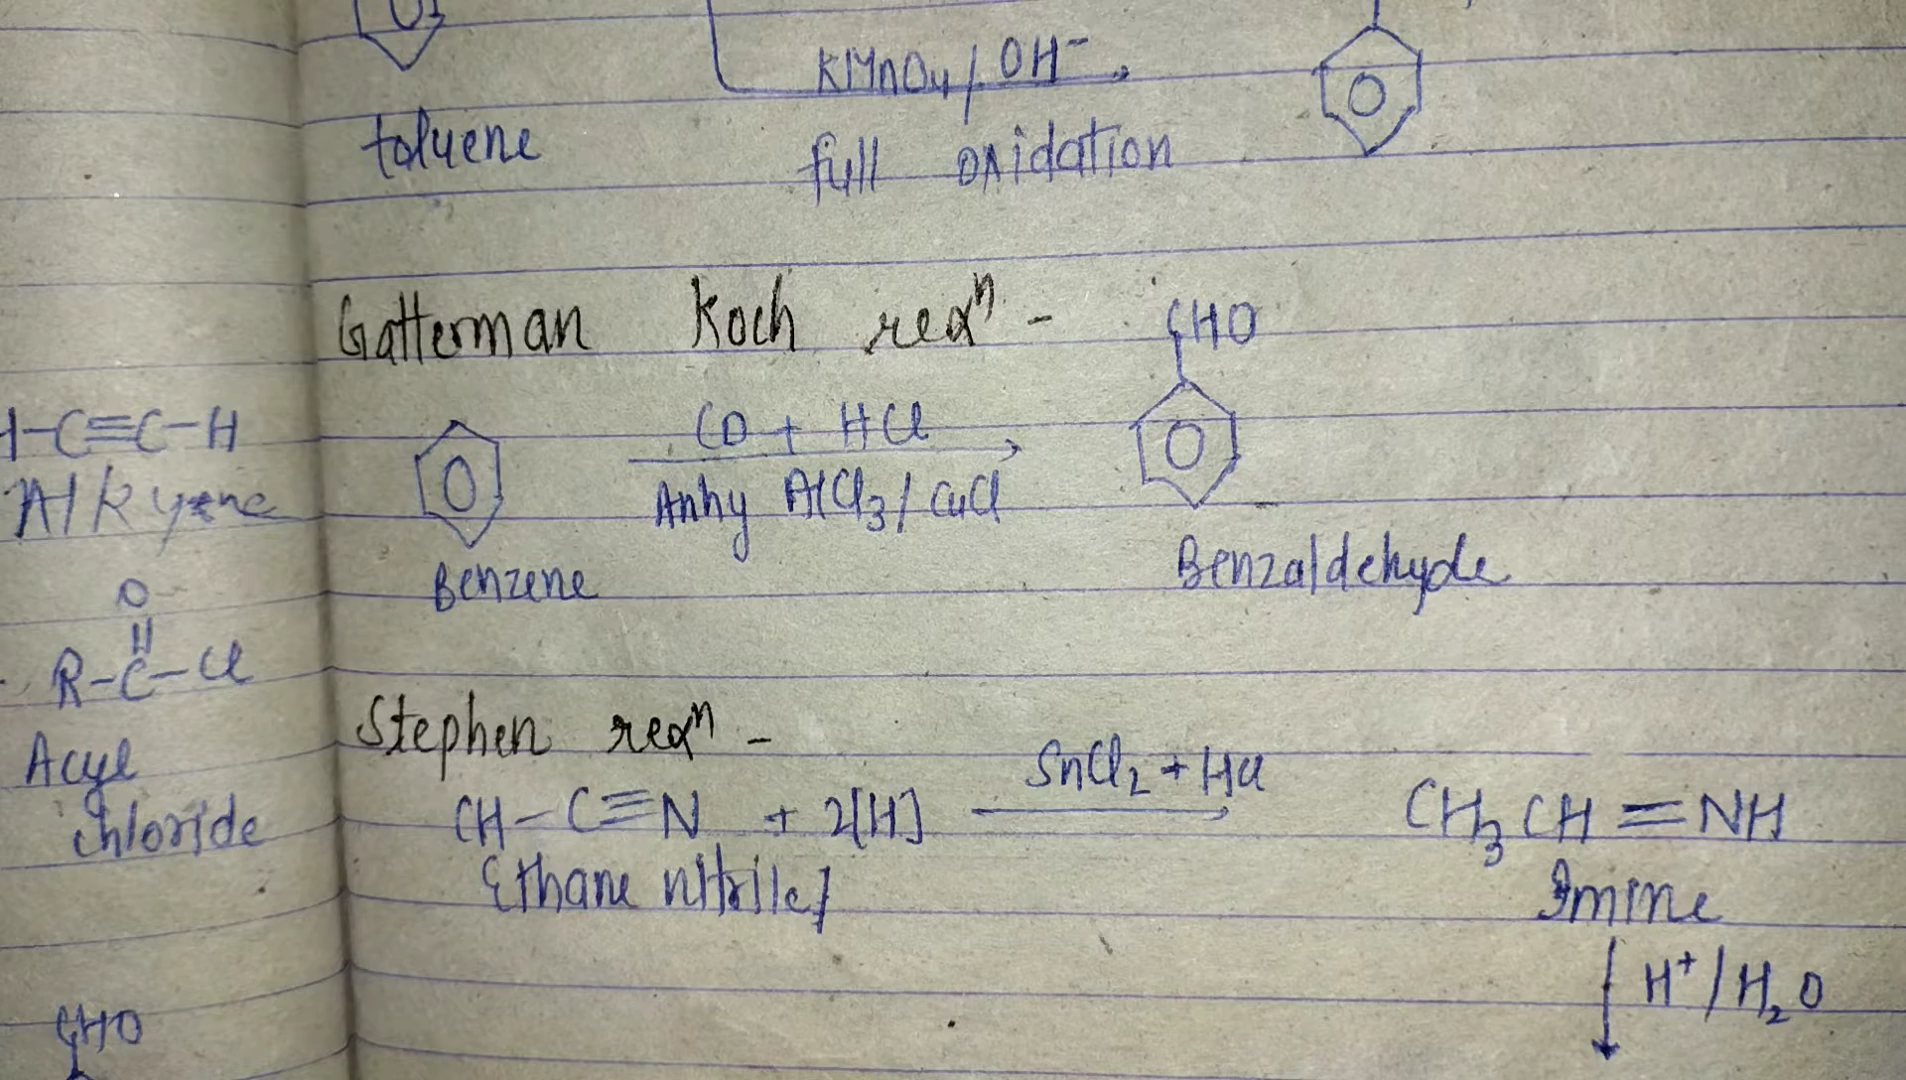 KMnO4 / OH-
toluene
full oxidation
Gatterman Koch reaxn -
CHO
H-C≡C-H
CO + HCl
Alkyene
Anhy AlCl3 / CuCl
Benzene
Benzaldehyde
O
R-C-Cl
Acyl
chloride
Stephen reaxn -
SnCl2 + HCl
CH-C≡N + 2[H]
CH3CH=NH
Ethane nitrile]
Imine
H+ / H2O
CHO